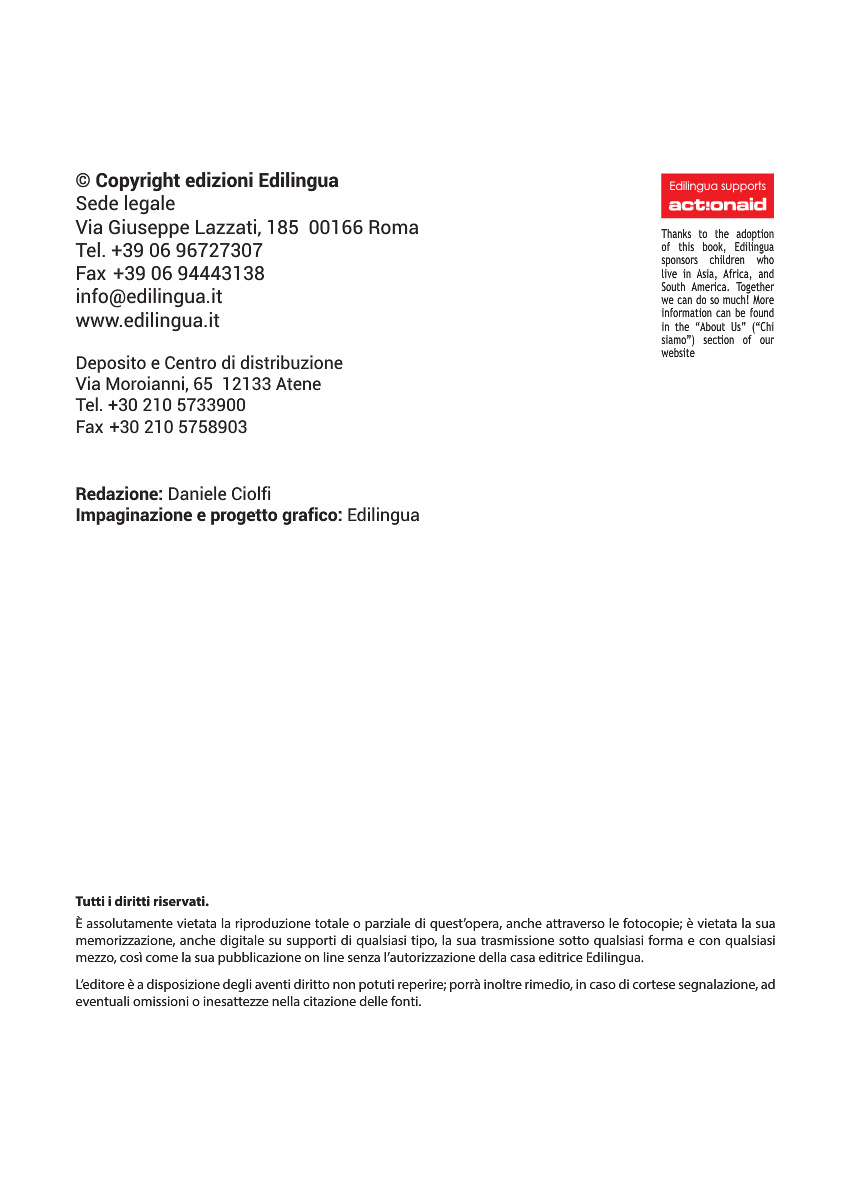 © Copyright edizioni Edilingua
Sede legale
Via Giuseppe Lazzati, 185  00166 Roma
Tel. +39 06 96727307
Fax +39 06 94443138
info@edilingua.it
www.edilingua.it
Deposito e Centro di distribuzione
Via Moroianni, 65  12133 Atene
Tel. +30 210 5733900
Fax +30 210 5758903
Redazione: Daniele Ciolfi
Impaginazione e progetto grafico: Edilingua
Edilingua supports
act!onaid
Thanks to the adoption
of this book, Edilingua
sponsors children who
live in Asia, Africa, and
South America. Together
we can do so much! More
information can be found
in the “About Us” (“Chi
siamo”) section of our
website
Tutti i diritti riservati.
È assolutamente vietata la riproduzione totale o parziale di quest’opera, anche attraverso le fotocopie; è vietata la sua
memorizzazione, anche digitale su supporti di qualsiasi tipo, la sua trasmissione sotto qualsiasi forma e con qualsiasi
mezzo, così come la sua pubblicazione on line senza l’autorizzazione della casa editrice Edilingua.
L’editore è a disposizione degli aventi diritto non potuti reperire; porrà inoltre rimedio, in caso di cortese segnalazione, ad
eventuali omissioni o inesattezze nella citazione delle fonti.